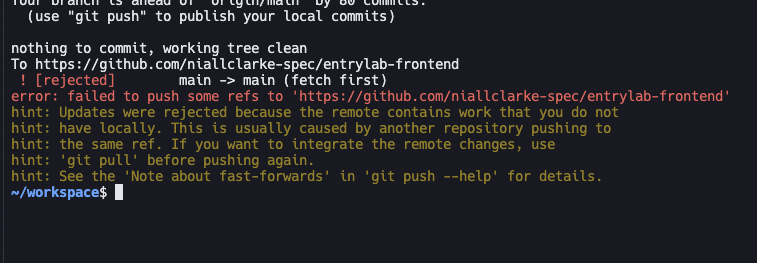 Your branch is ahead of 'origin/main' by 80 commits.
  (use "git push" to publish your local commits)

nothing to commit, working tree clean
To https://github.com/niallclarke-spec/entrylab-frontend
 ! [rejected]        main -> main (fetch first)
error: failed to push some refs to 'https://github.com/niallclarke-spec/entrylab-frontend'
hint: Updates were rejected because the remote contains work that you do not
hint: have locally. This is usually caused by another repository pushing to
hint: the same ref. If you want to integrate the remote changes, use
hint: 'git pull' before pushing again.
hint: See the 'Note about fast-forwards' in 'git push --help' for details.
~/workspace$